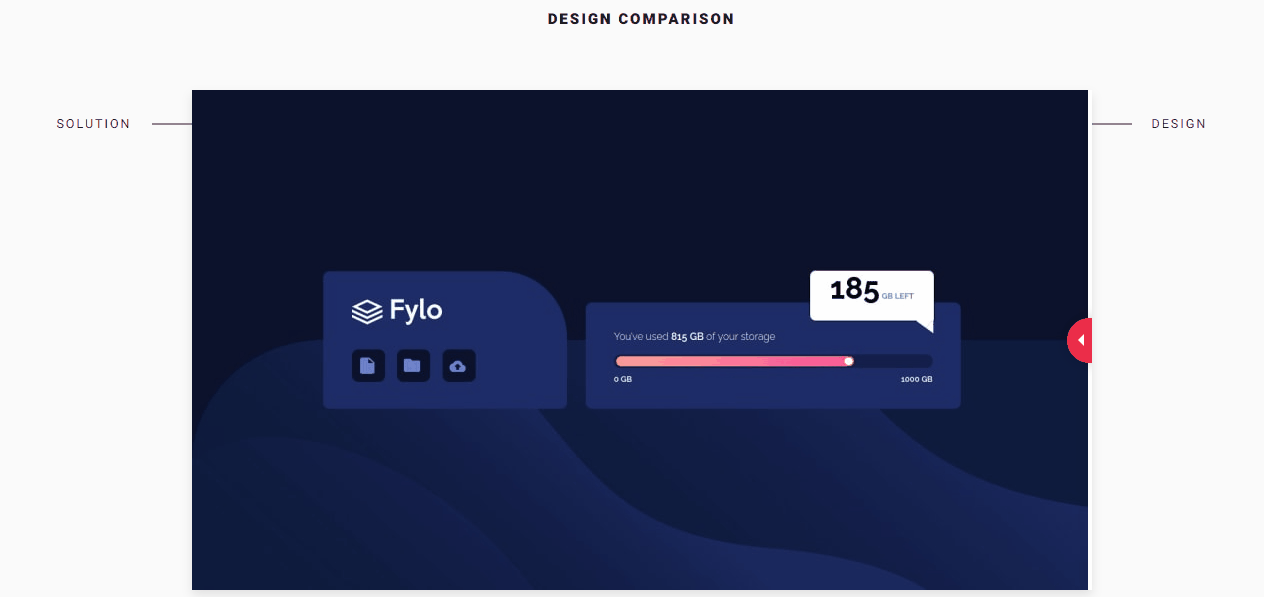 DESIGN COMPARISON
SOLUTION
DESIGN
Fylo
185 GB LEFT
You've used 815 GB of your storage
0 GB
1000 GB